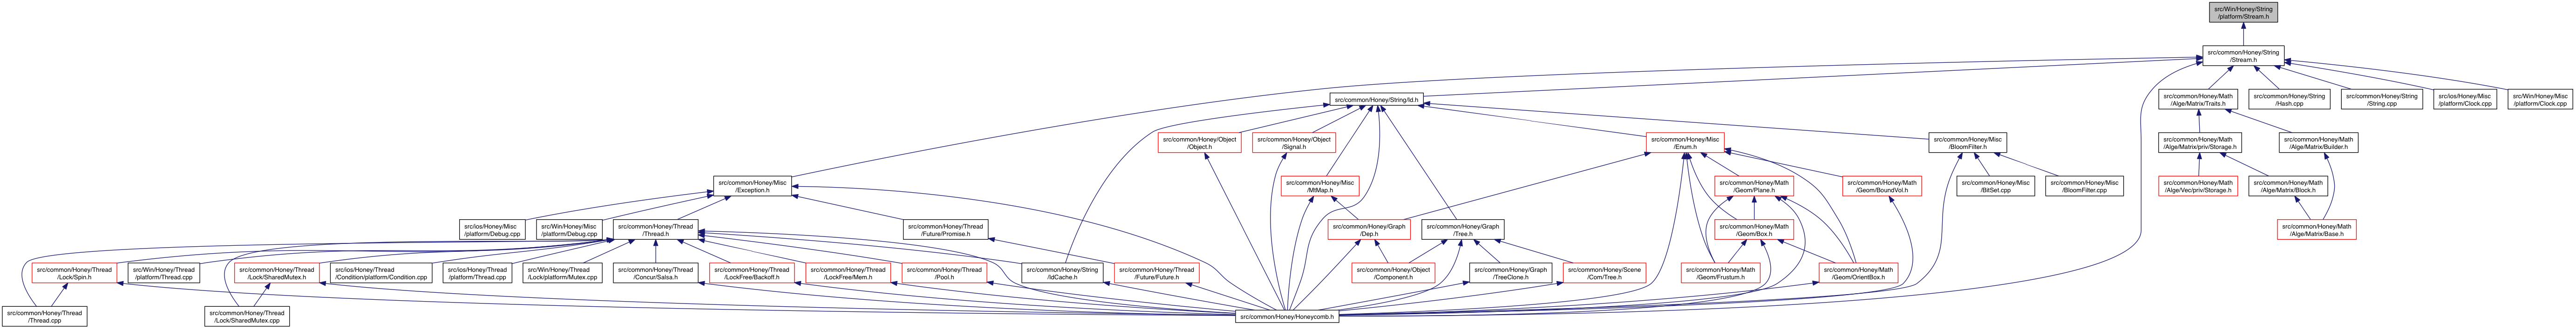 src/Win/Honey/String
/platform/Stream.h
src/common/Honey/String
/Stream.h
src/common/Honey/String/Id.h
src/common/Honey/Math
/Alge/Matrix/Traits.h
src/common/Honey/String
/Hash.cpp
src/common/Honey/String
/String.cpp
src/ios/Honey/Misc
/platform/Clock.cpp
src/Win/Honey/Misc
/platform/Clock.cpp
src/common/Honey/Object
/Object.h
src/common/Honey/Object
/Signal.h
src/common/Honey/Misc
/Enum.h
src/common/Honey/Misc
/BloomFilter.h
src/common/Honey/Math
/Alge/Matrix/priv/Storage.h
src/common/Honey/Math
/Alge/Matrix/Builder.h
src/common/Honey/Misc
/Exception.h
src/common/Honey/Misc
/MtMap.h
src/common/Honey/Math
/Geom/Plane.h
src/common/Honey/Math
/Geom/BoundVol.h
src/common/Honey/Misc
/BitSet.cpp
src/common/Honey/Misc
/BloomFilter.cpp
src/common/Honey/Math
/Alge/Vec/priv/Storage.h
src/common/Honey/Math
/Alge/Matrix/Block.h
src/ios/Honey/Misc
/platform/Debug.cpp
src/Win/Honey/Misc
/platform/Debug.cpp
src/common/Honey/Thread
/Thread.h
src/common/Honey/Thread
/Future/Promise.h
src/common/Honey/Graph
/Dep.h
src/common/Honey/Graph
/Tree.h
src/common/Honey/Math
/Geom/Box.h
src/common/Honey/Math
/Alge/Matrix/Base.h
src/common/Honey/Thread
/Lock/Spin.h
src/Win/Honey/Thread
/platform/Thread.cpp
src/common/Honey/Thread
/Lock/SharedMutex.h
src/ios/Honey/Thread
/Condition/platform/Condition.cpp
src/ios/Honey/Thread
/platform/Thread.cpp
src/Win/Honey/Thread
/Lock/platform/Mutex.cpp
src/common/Honey/Thread
/Concur/Salsa.h
src/common/Honey/Thread
/LockFree/Backoff.h
src/common/Honey/Thread
/LockFree/Mem.h
src/common/Honey/Thread
/Pool.h
src/common/Honey/String
/IdCache.h
src/common/Honey/Thread
/Future/Future.h
src/common/Honey/Object
/Component.h
src/common/Honey/Graph
/TreeClone.h
src/common/Honey/Scene
/Com/Tree.h
src/common/Honey/Math
/Geom/Frustum.h
src/common/Honey/Math
/Geom/OrientBox.h
src/common/Honey/Thread
/Thread.cpp
src/common/Honey/Thread
/Lock/SharedMutex.cpp
src/common/Honey/Honeycomb.h